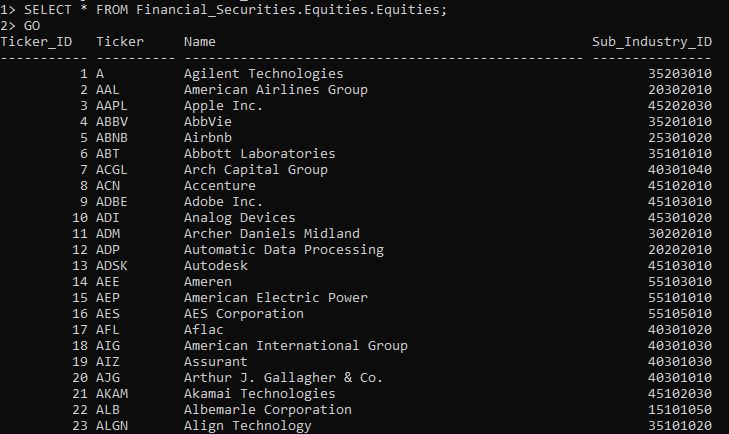 1> SELECT * FROM Financial_Securities.Equities.Equities;
2> GO
Ticker_ID Ticker Name Sub_Industry_ID
----------- ---------- -------------------------------------------------- ---------------
1 A Agilent Technologies 35203010
2 AAL American Airlines Group 20302010
3 AAPL Apple Inc. 45202030
4 ABBV AbbVie 35201010
5 ABNB Airbnb 25301020
6 ABT Abbott Laboratories 35101010
7 ACGL Arch Capital Group 40301040
8 ACN Accenture 45102010
9 ADBE Adobe Inc. 45103010
10 ADI Analog Devices 45301020
11 ADM Archer Daniels Midland 30202010
12 ADP Automatic Data Processing 20202010
13 ADSK Autodesk 45103010
14 AEE Ameren 55103010
15 AEP American Electric Power 55101010
16 AES AES Corporation 55105010
17 AFL Aflac 40301020
18 AIG American International Group 40301030
19 AIZ Assurant 40301030
20 AJG Arthur J. Gallagher & Co. 40301010
21 AKAM Akamai Technologies 45102030
22 ALB Albemarle Corporation 15101050
23 ALGN Align Technology 35101020